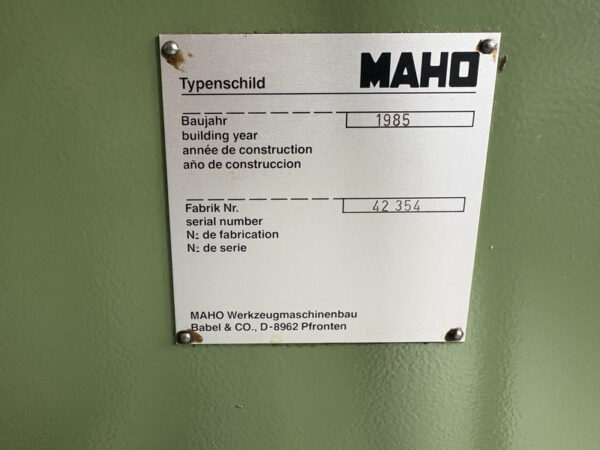 Typenschild MAHO
Baujahr 1985
building year
année de construction
año de construccion
Fabrik Nr. 42 354
serial number
N: de fabrication
N: de serie
MAHO Werkzeugmaschinenbau
Babel & CO., D-8962 Pfronten